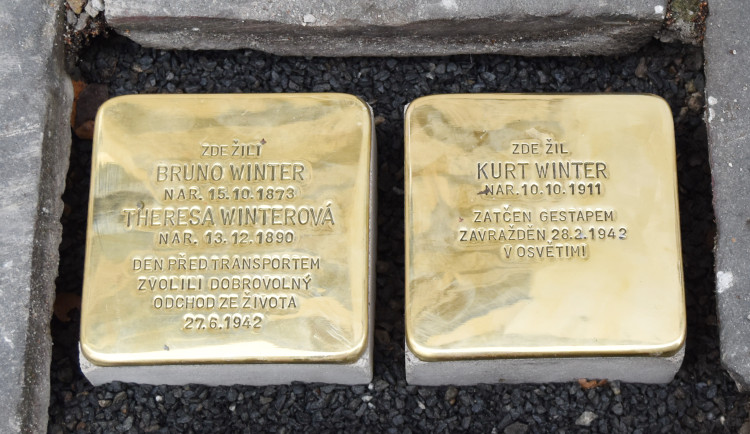 ZDE ŽILI
BRUNO WINTER
NAR. 15.10.1873
THERESA WINTEROVÁ
NAR. 13.12.1890
DEN PŘED TRANSPORTEM
ZVOLILI DOBROVOLNÝ
ODCHOD ZE ŽIVOTA
27.6.1942
ZDE ŽIL
KURT WINTER
NAR. 10.10.1911
ZATČEN GESTAPEM
ZAVRAŽDĚN 28.2.1942
V OSVĚTIMI